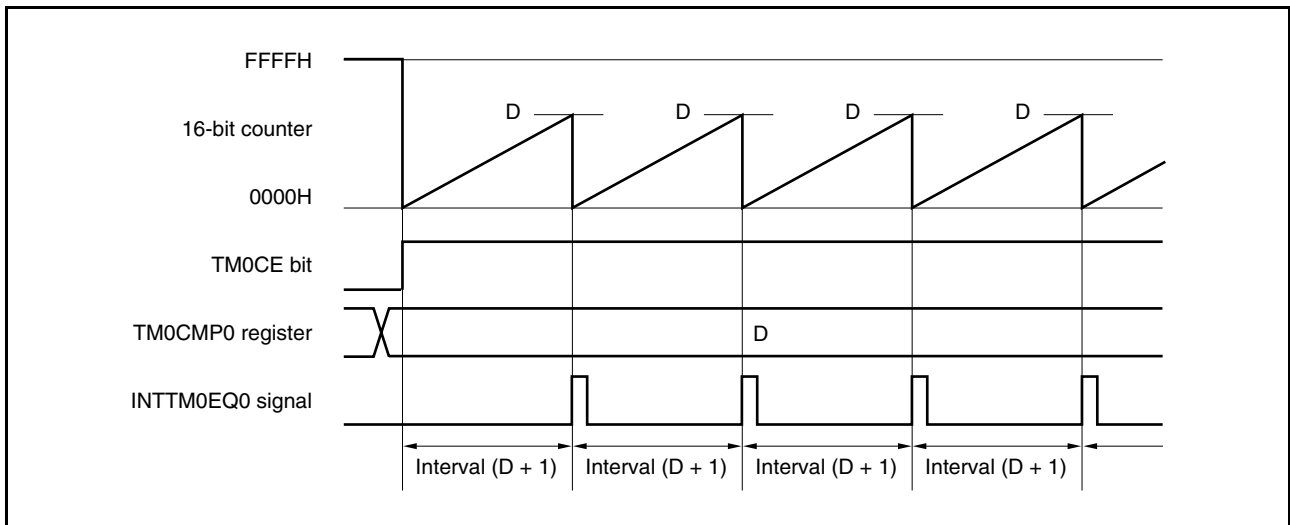 FFFFH
D D D D
16-bit counter
0000H
TM0CE bit
TM0CMP0 register D
INTTM0EQ0 signal
Interval (D + 1) Interval (D + 1) Interval (D + 1) Interval (D + 1)